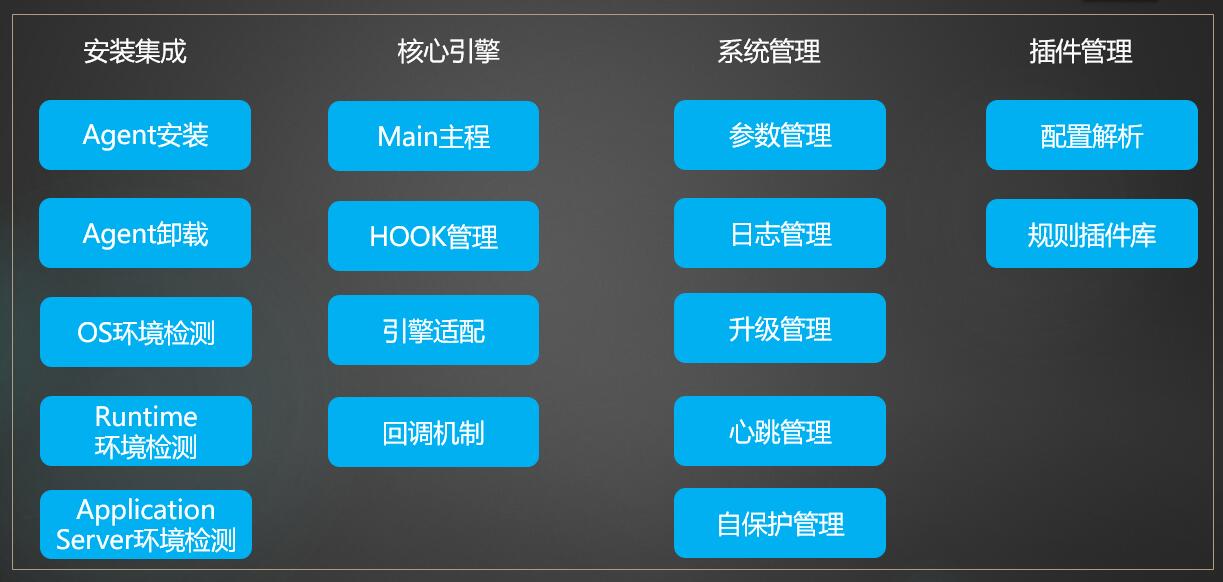 安装集成
Agent安装
Agent卸载
OS环境检测
Runtime
环境检测
Application
Server环境检测
核心引擎
Main主程
HOOK管理
引擎适配
回调机制
系统管理
参数管理
日志管理
升级管理
心跳管理
自保护管理
插件管理
配置解析
规则插件库